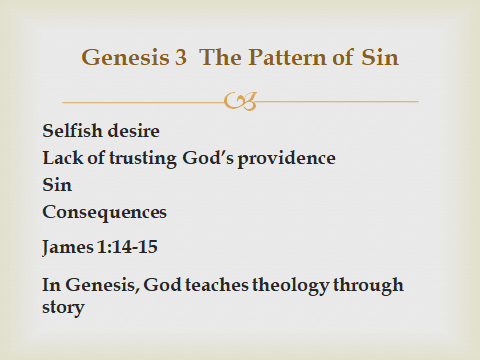 Genesis 3  The Pattern of Sin
Selfish desire
Lack of trusting God’s providence
Sin
Consequences
James 1:14-15
In Genesis, God teaches theology through
story